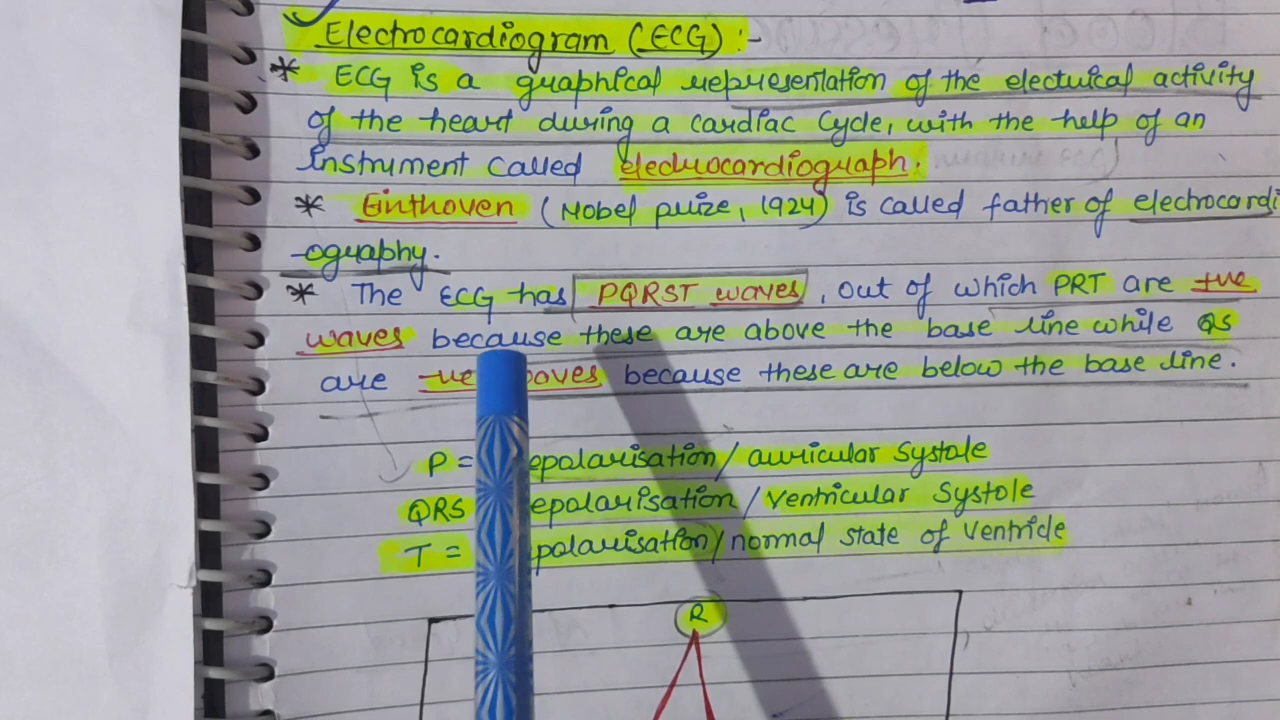 Electrocardiogram (ECG) :-
* ECG is a graphical representation of the electrical activity
of the heart during a cardiac cycle, with the help of an
instrument called electrocardiograph.
* Einthoven (Nobel prize, 1924) is called father of electrocardi
-ography.
* The ECG has PQRST waves, out of which PRT are +ve
waves because these are above the base line while QS
are -ve waves because these are below the base line.
P = epolarisation / auricular systole
QRS epolarisation / ventricular systole
T = polarisation / normal state of ventricle
R